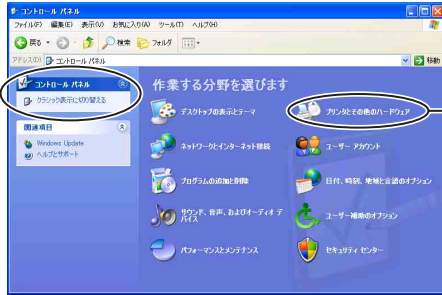 コントロール パネル
ファイル(F) 編集(E) 表示(V) お気に入り(A) ツール(T) ヘルプ(H)
戻る 検索 フォルダ
アドレス(D) コントロール パネル 移動
コントロール パネル
クラシック表示に切り替える
関連項目
Windows Update
ヘルプとサポート
作業する分野を選びます
デスクトップの表示とテーマ
プリンタとその他のハードウェア
ネットワークとインターネット接続
ユーザー アカウント
プログラムの追加と削除
日付、時刻、地域と言語のオプション
サウンド、音声、およびオーディオ デ
バイス
ユーザー補助のオプション
パフォーマンスとメンテナンス
セキュリティ センター